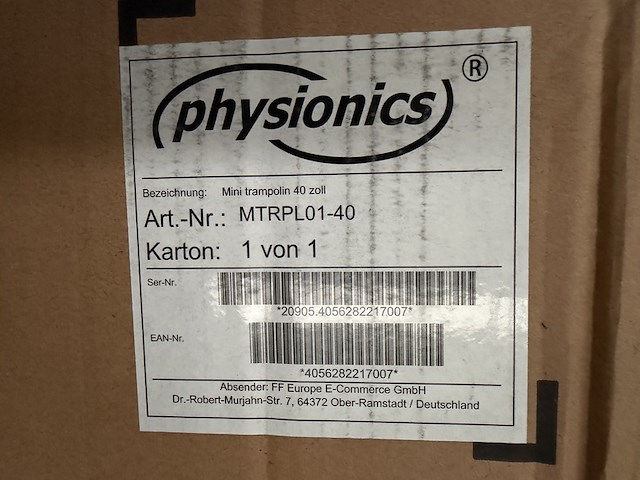 physionics ®
Bezeichnung: Mini trampolin 40 zoll
Art.-Nr.: MTRPL01-40
Karton: 1 von 1
Ser-Nr.
*20905.4056282217007*
EAN-Nr.
*4056282217007*
Absender: FF Europe E-Commerce GmbH
Dr.-Robert-Murjahn-Str. 7, 64372 Ober-Ramstadt / Deutschland